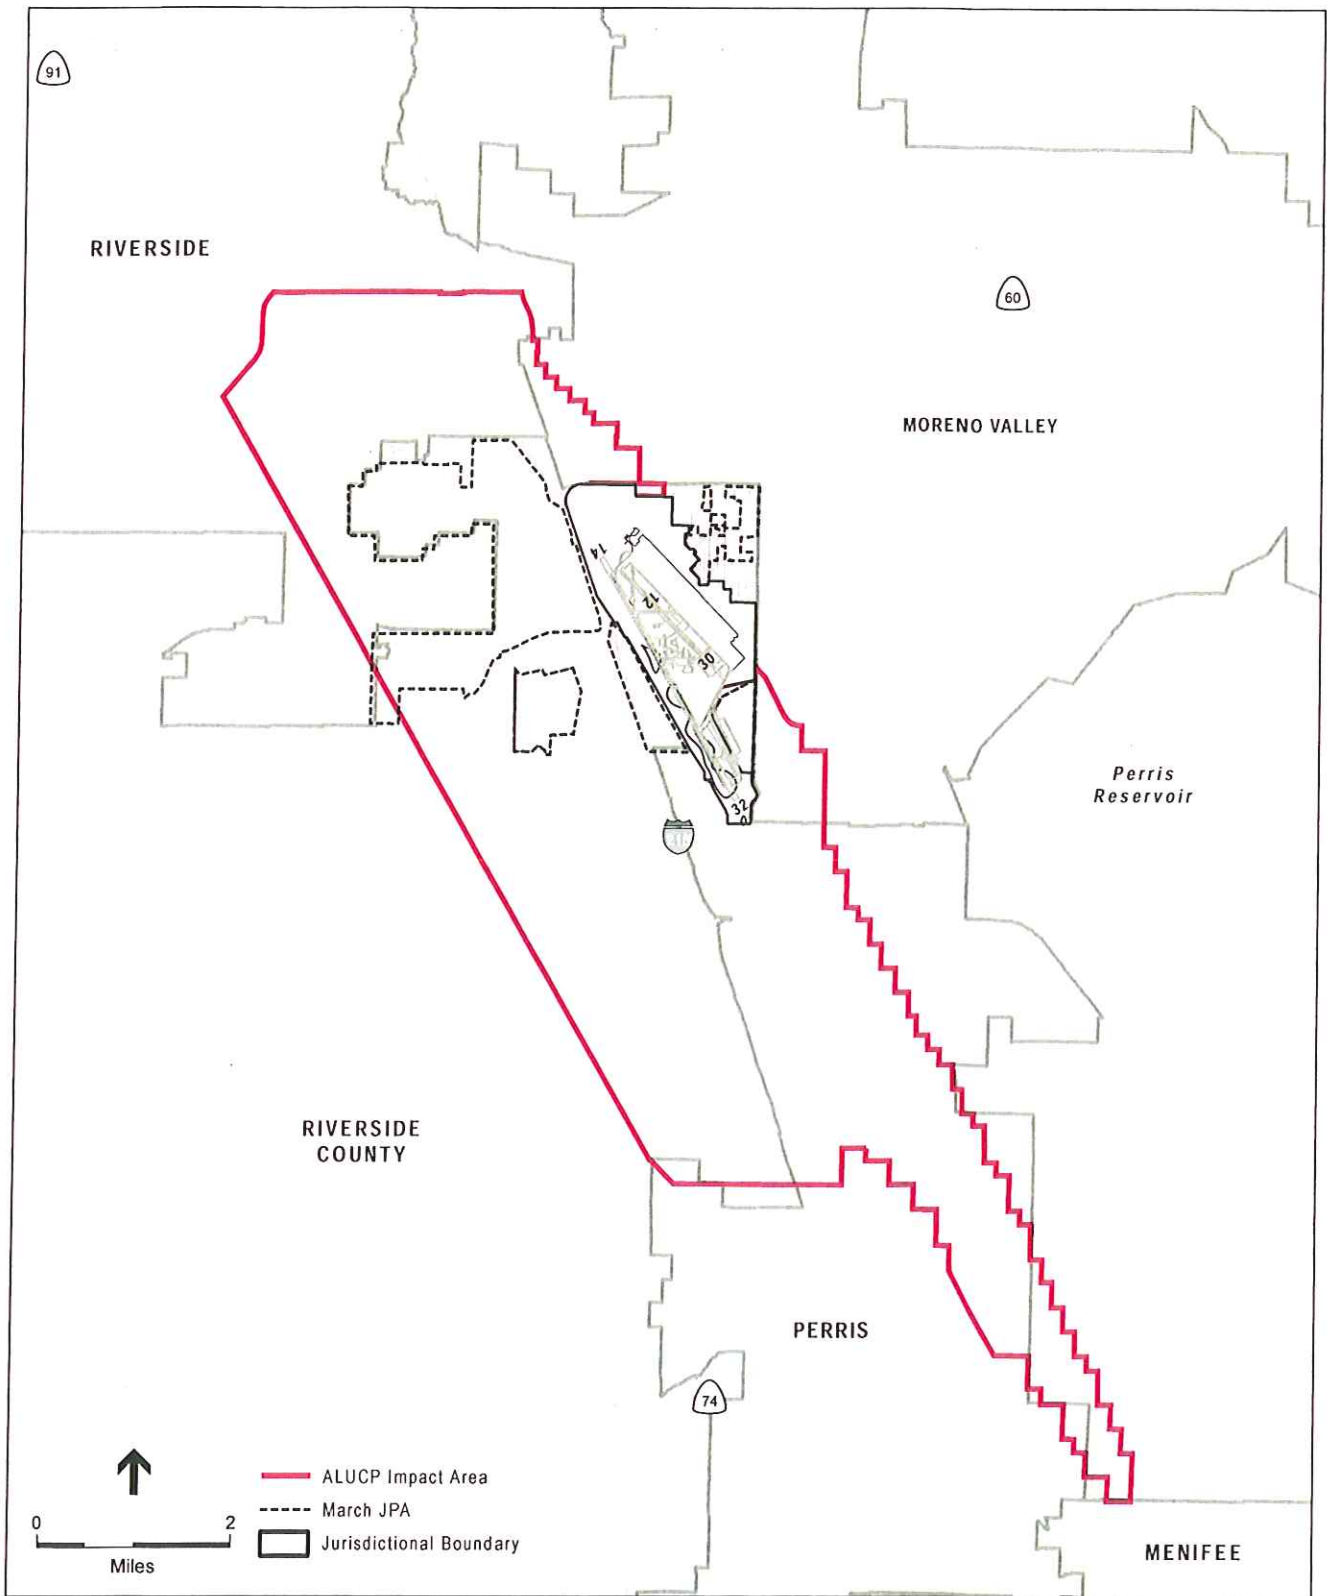 91
RIVERSIDE
60
MORENO VALLEY
14
12
30
Perris
Reservoir
32
RIVERSIDE
COUNTY
PERRIS
74
ALUCP Impact Area
March JPA
0 2
Jurisdictional Boundary
Miles
MENIFEE